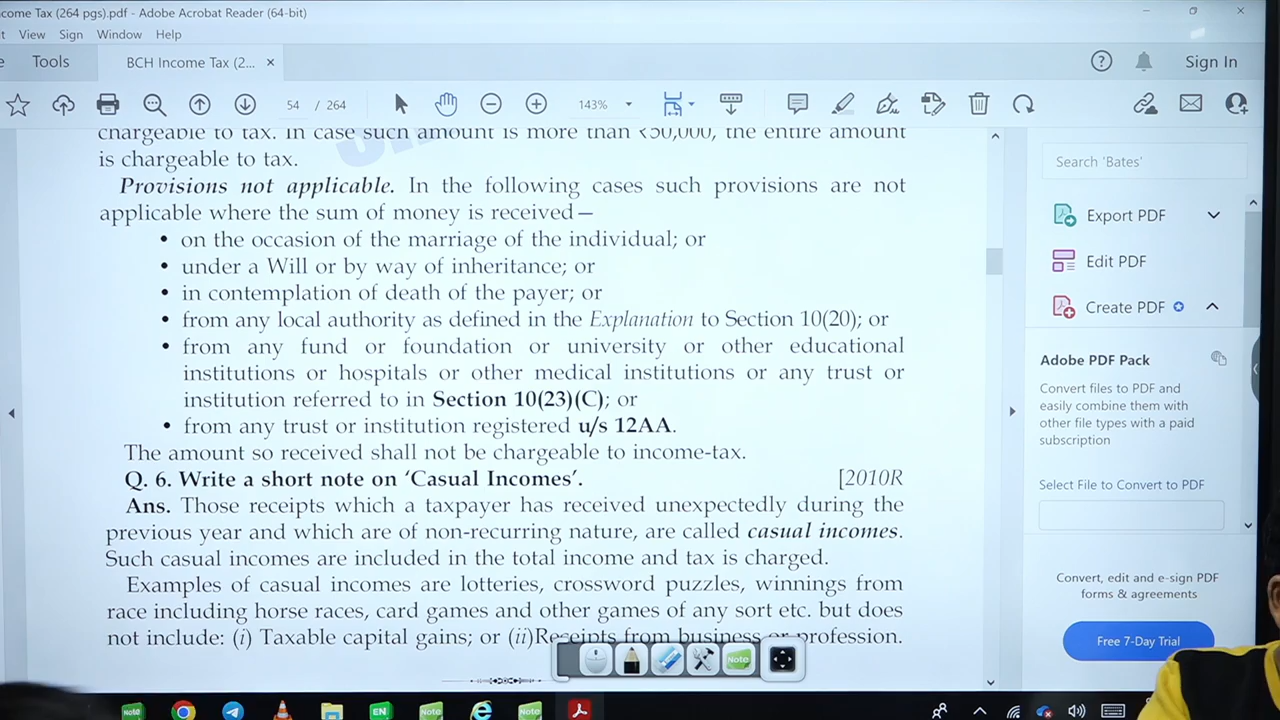 ncome Tax (264 pgs).pdf - Adobe Acrobat Reader (64-bit)
t View Sign Window Help
e Tools BCH Income Tax (2... × Sign In
54 / 264 143%
chargeable to tax. In case such amount is more than ₹50,000, the entire amount
is chargeable to tax.
Provisions not applicable. In the following cases such provisions are not
applicable where the sum of money is received—
• on the occasion of the marriage of the individual; or
• under a Will or by way of inheritance; or
• in contemplation of death of the payer; or
• from any local authority as defined in the Explanation to Section 10(20); or
• from any fund or foundation or university or other educational
institutions or hospitals or other medical institutions or any trust or
institution referred to in Section 10(23)(C); or
• from any trust or institution registered u/s 12AA.
The amount so received shall not be chargeable to income-tax.
Q. 6. Write a short note on ‘Casual Incomes’. [2010R
Ans. Those receipts which a taxpayer has received unexpectedly during the
previous year and which are of non-recurring nature, are called casual incomes.
Such casual incomes are included in the total income and tax is charged.
Examples of casual incomes are lotteries, crossword puzzles, winnings from
race including horse races, card games and other games of any sort etc. but does
not include: (i) Taxable capital gains; or (ii)Receipts from business or profession.
Search 'Bates'
Export PDF
Edit PDF
Create PDF
Adobe PDF Pack
Convert files to PDF and
easily combine them with
other file types with a paid
subscription
Select File to Convert to PDF
Convert, edit and e-sign PDF
forms & agreements
Free 7-Day Trial
Note
Note EN Note Note